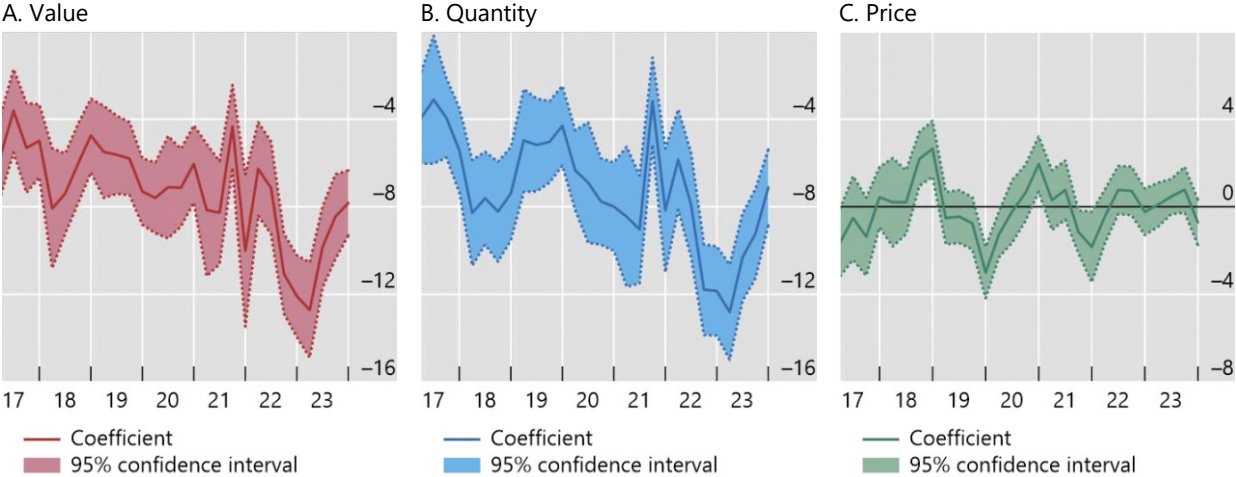 A. Value
−4
−8
−12
−16
17 18 19 20 21 22 23
Coefficient
95% confidence interval
B. Quantity
−4
−8
−12
−16
17 18 19 20 21 22 23
Coefficient
95% confidence interval
C. Price
4
0
−4
−8
17 18 19 20 21 22 23
Coefficient
95% confidence interval